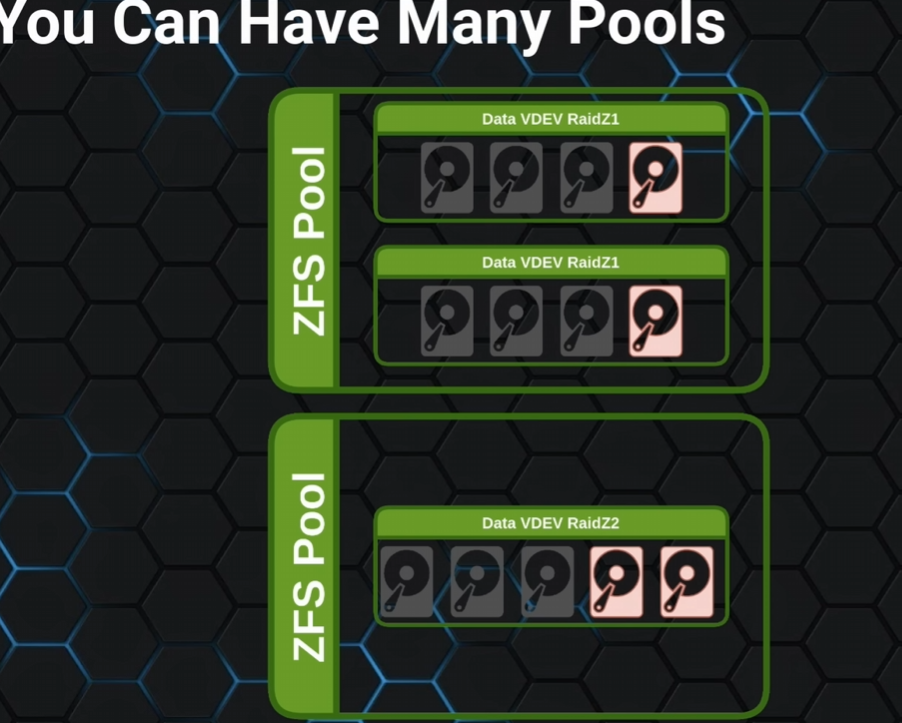 You Can Have Many Pools
ZFS Pool
Data VDEV RaidZ1
Data VDEV RaidZ1
ZFS Pool
Data VDEV RaidZ2